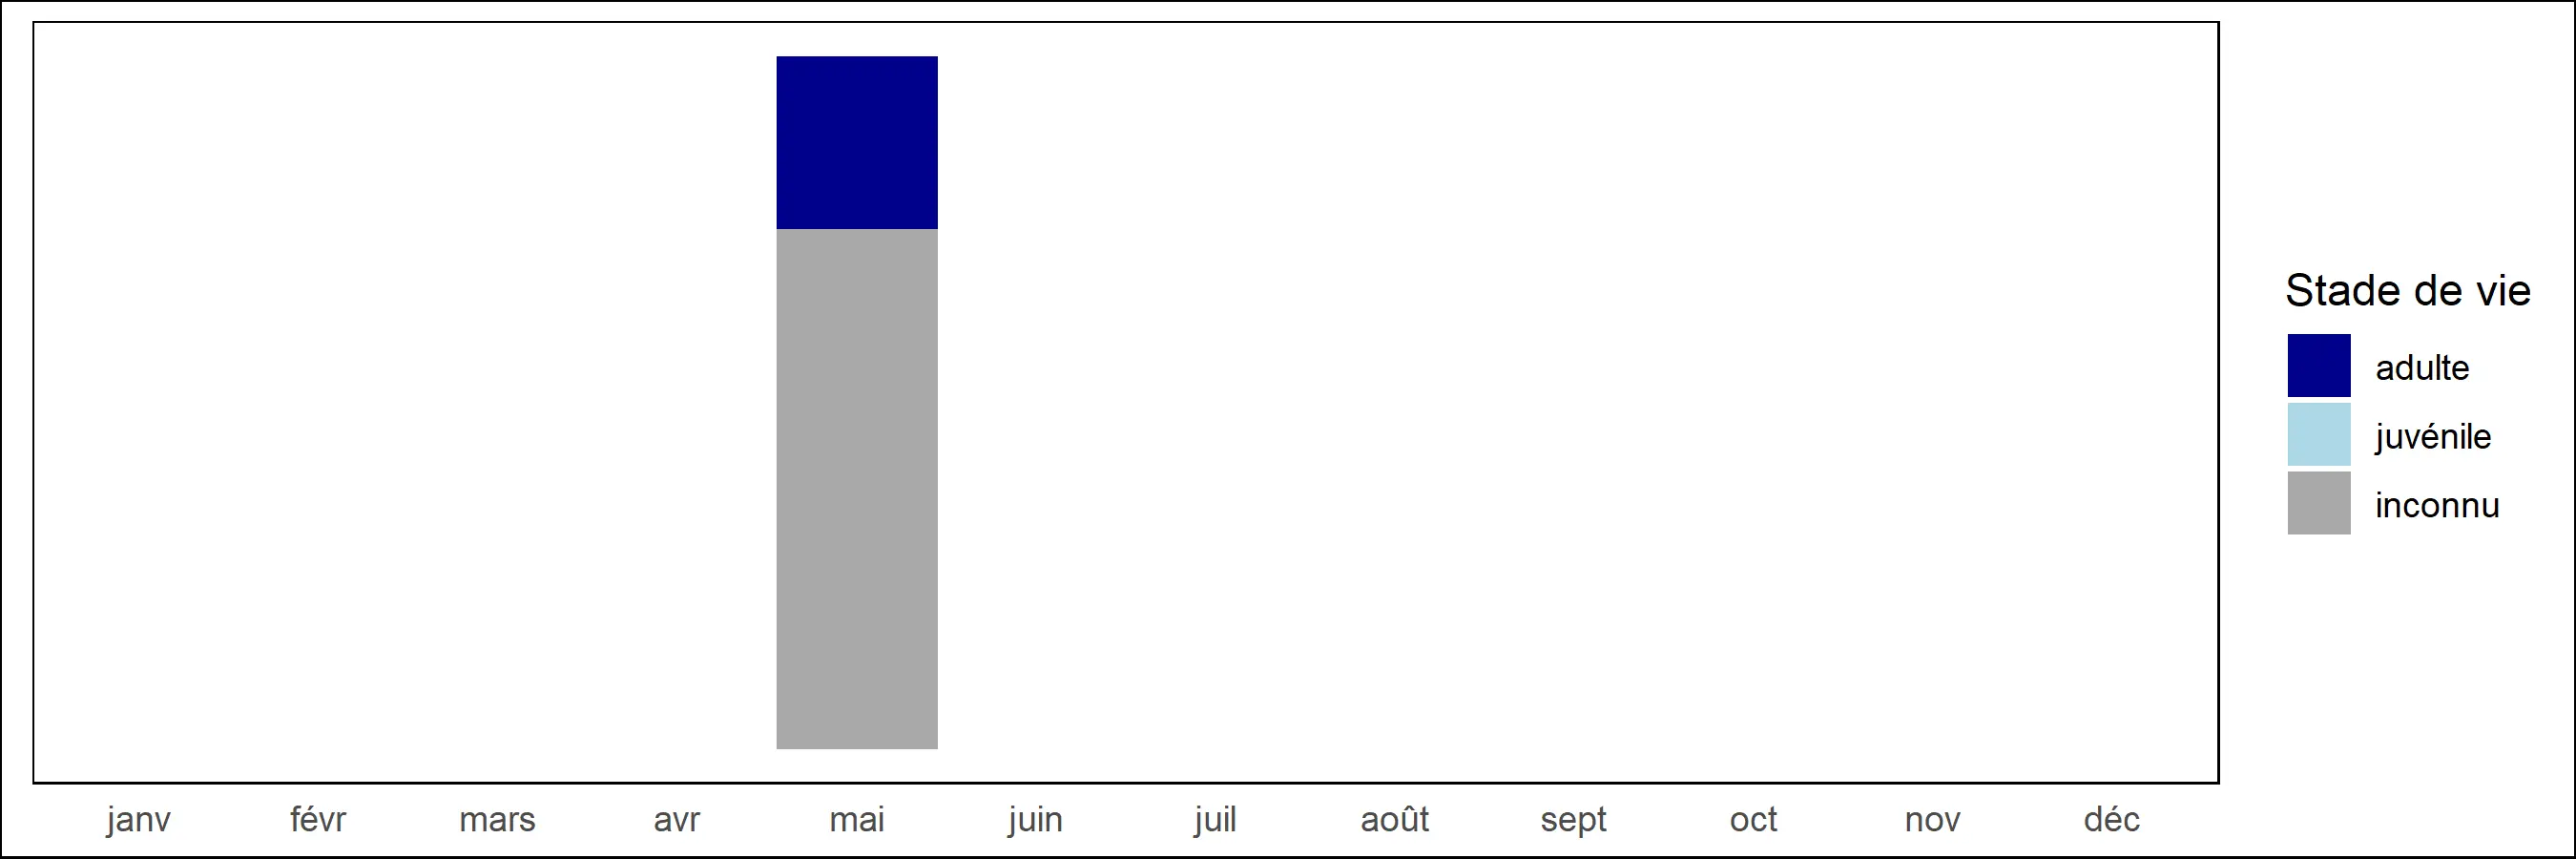 janv févr mars avr mai juin juil août sept oct nov déc
Stade de vie
adulte
juvénile
inconnu